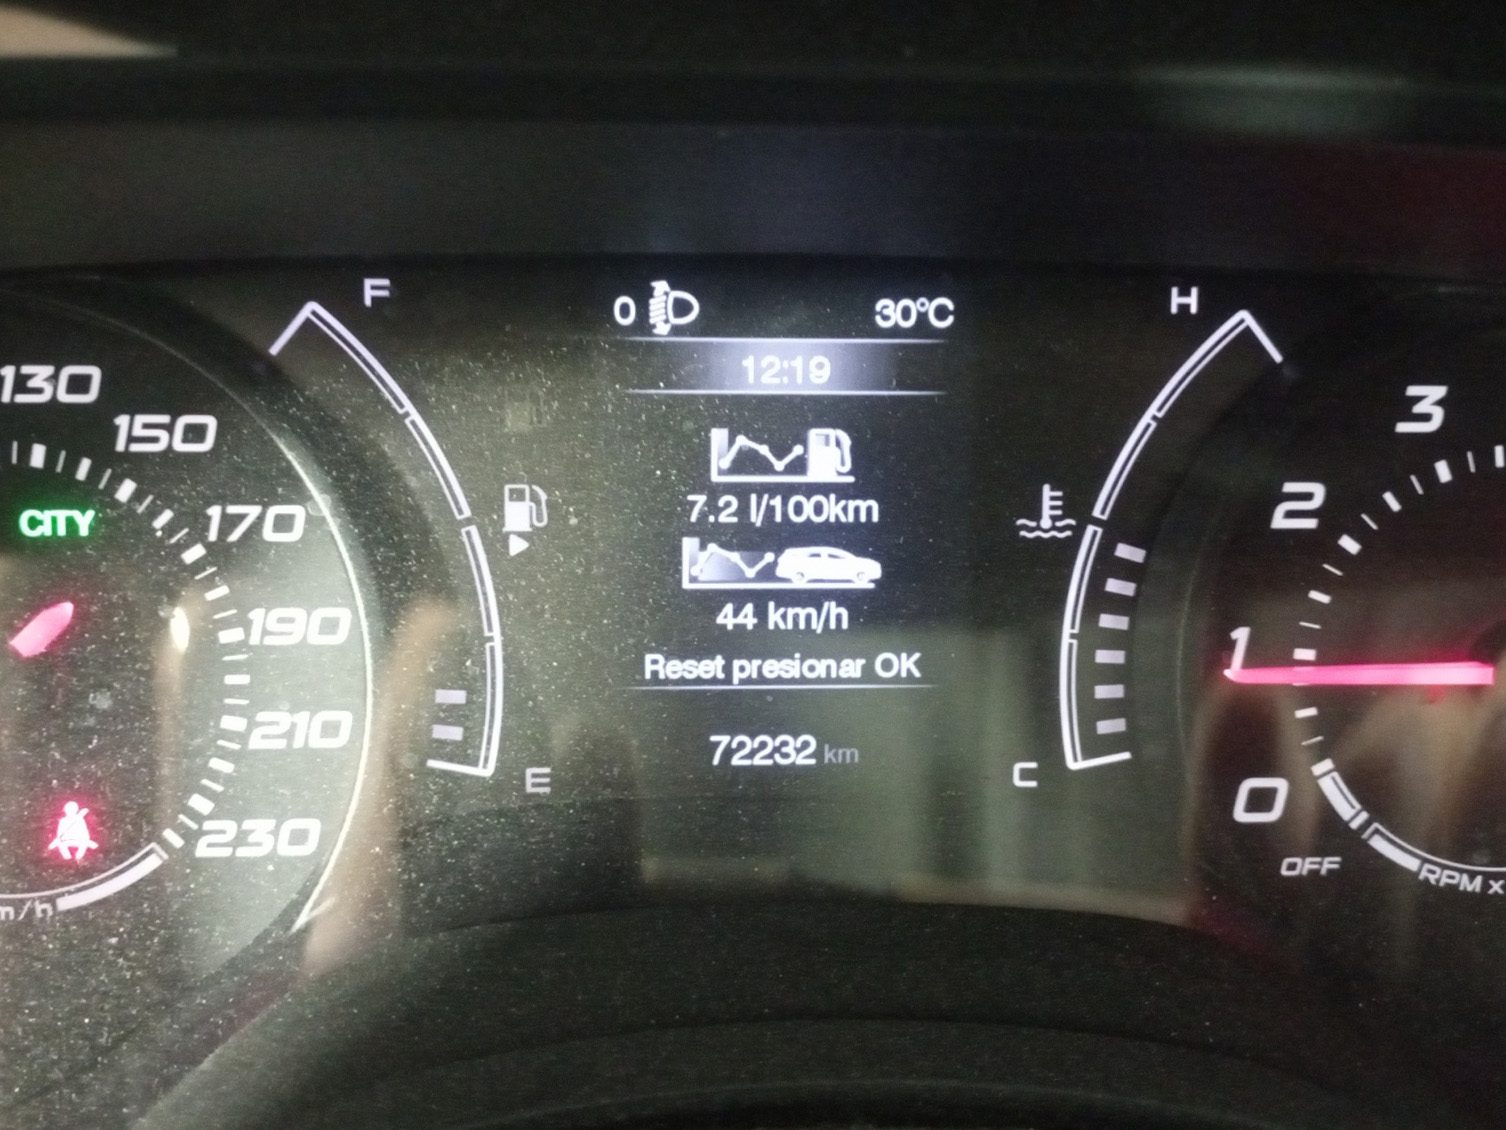 130
150
CITY
170
190
210
230
m/h
F
E
0
30°C
12:19
7.2 l/100km
44 km/h
Reset presionar OK
72232 km
H
C
3
2
1
0
OFF
RPM x